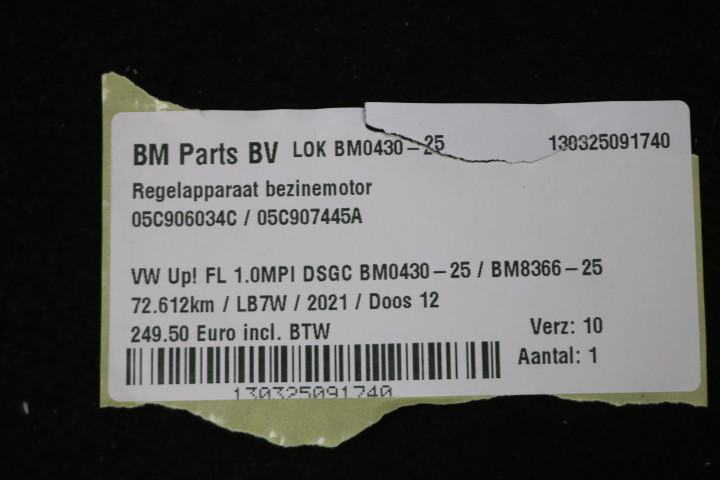 BM Parts BV LOK BM0430-25 130325091740
Regelapparaat bezinemotor
05C906034C / 05C907445A
VW Up! FL 1.0MPI DSGC BM0430-25 / BM8366-25
72.612km / LB7W / 2021 / Doos 12
249.50 Euro incl. BTW Verz: 10
Aantal: 1
130325091740